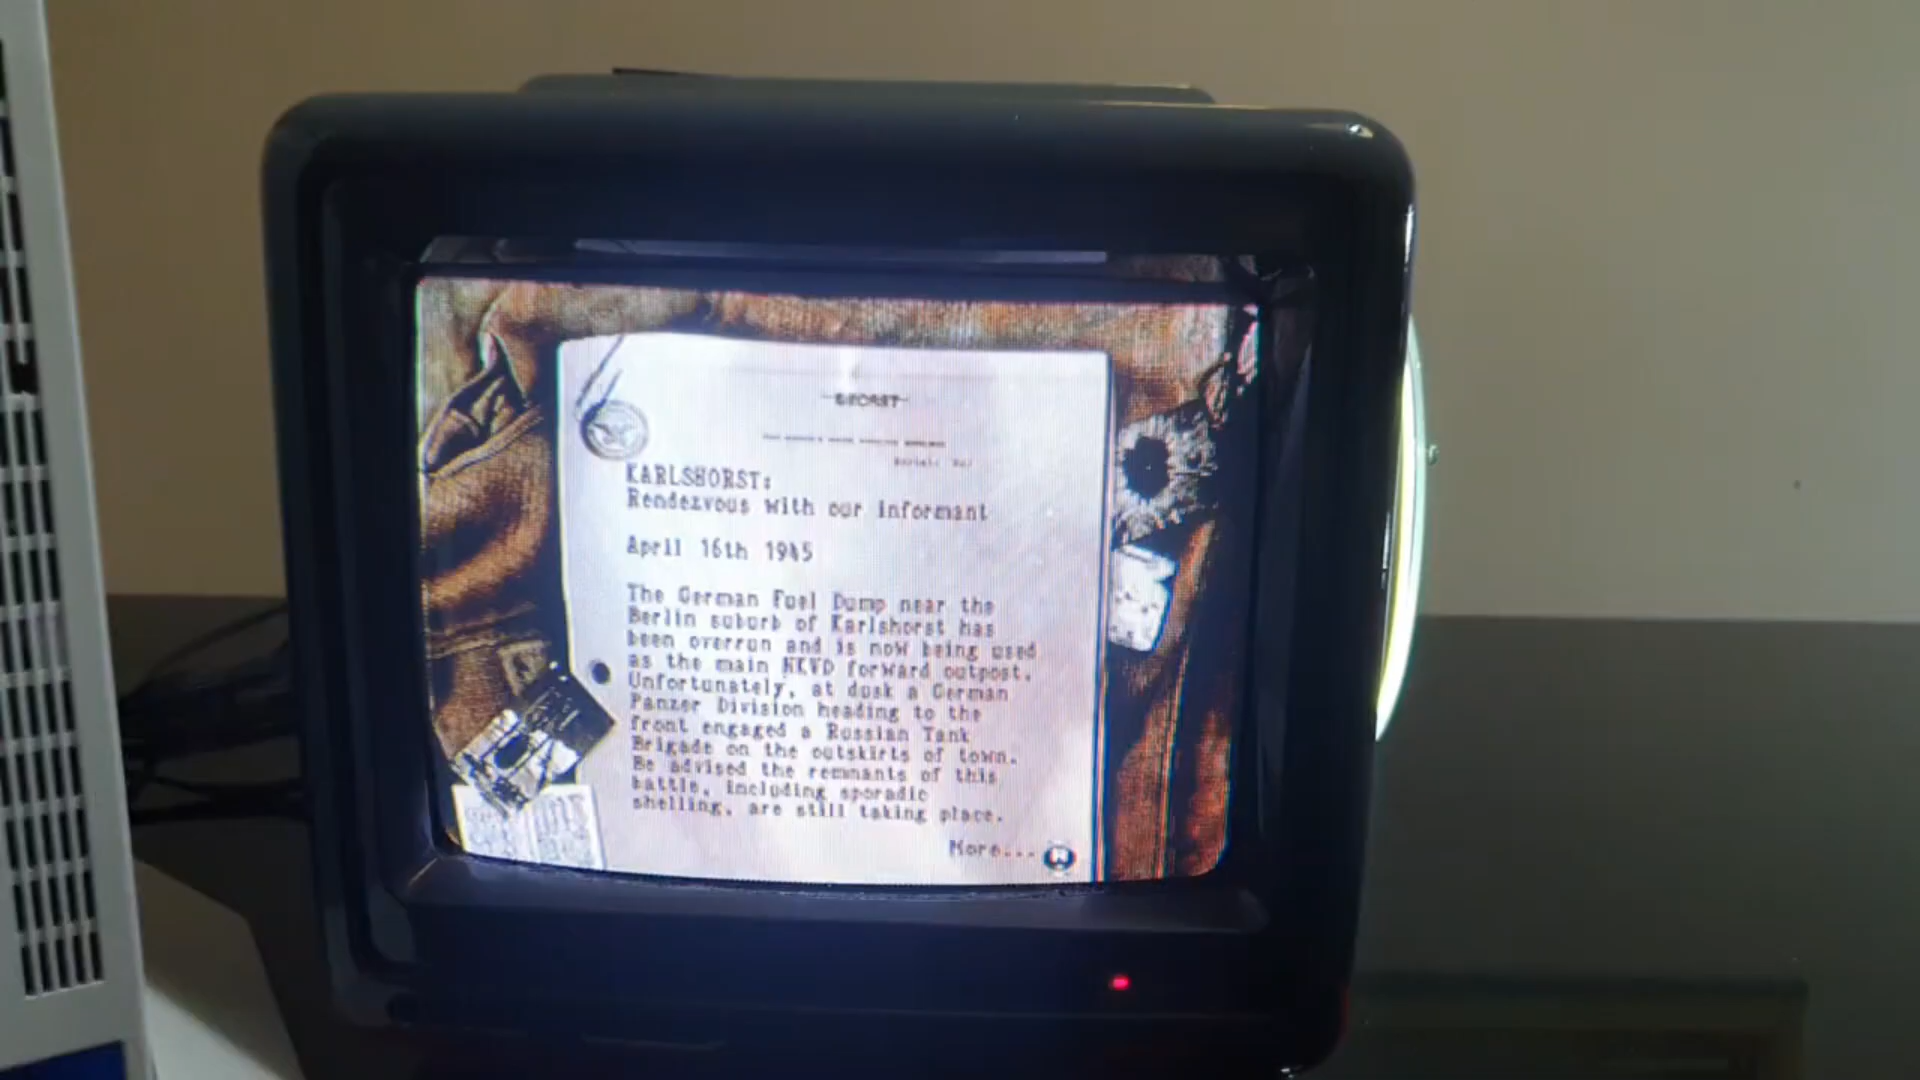 SECRET
KARLSHORST:
Rendezvous with our informant
April 16th 1945
The German Fuel Dump near the
Berlin suburb of Karlshorst has
been overrun and is now being used
as the main NKVD forward outpost.
Unfortunately, at dusk a German
Panzer Division heading to the
front engaged a Russian Tank
Brigade on the outskirts of town.
Be advised the remnants of this
battle, including sporadic
shelling, are still taking place.
More...